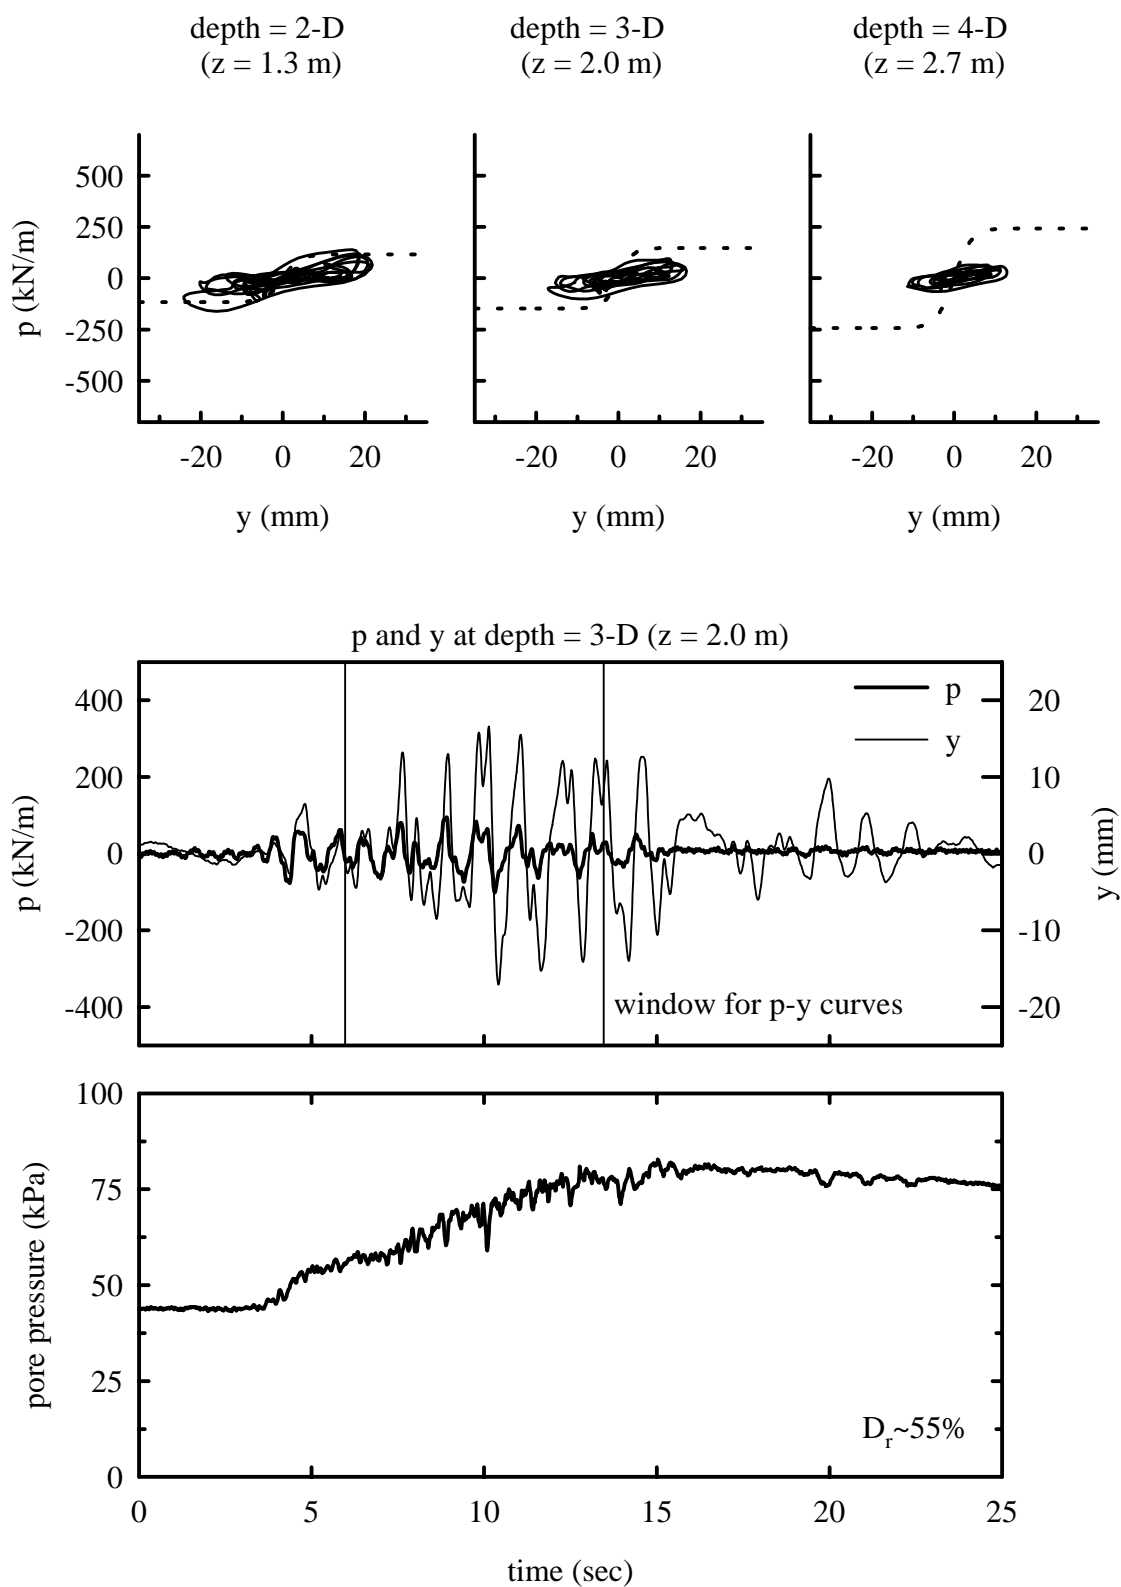 depth = 2-D depth = 3-D depth = 4-D
(z = 1.3 m) (z = 2.0 m) (z = 2.7 m)
p (kN/m)
500
250
0
-250
-500
-20 0 20 -20 0 20 -20 0 20
y (mm) y (mm) y (mm)
p and y at depth = 3-D (z = 2.0 m)
p (kN/m)
400
200
0
-200
-400
p
y
window for p-y curves
20
10
0
-10
-20
y (mm)
pore pressure (kPa)
100
75
50
25
0
Dr~55%
0 5 10 15 20 25
time (sec)